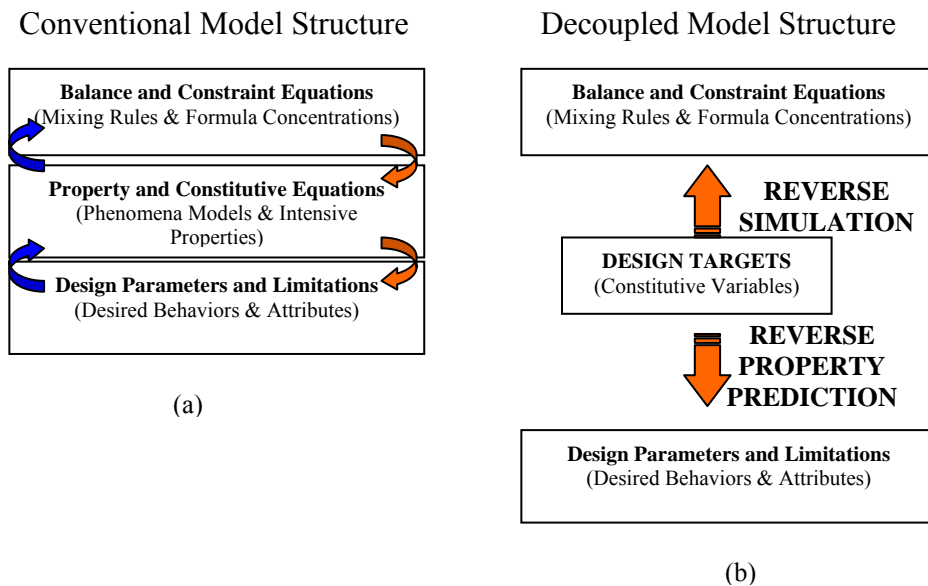 Conventional Model Structure
Balance and Constraint Equations
(Mixing Rules & Formula Concentrations)
Property and Constitutive Equations
(Phenomena Models & Intensive
Properties)
Design Parameters and Limitations
(Desired Behaviors & Attributes)
(a)
Decoupled Model Structure
Balance and Constraint Equations
(Mixing Rules & Formula Concentrations)
REVERSE
SIMULATION
DESIGN TARGETS
(Constitutive Variables)
REVERSE
PROPERTY
PREDICTION
Design Parameters and Limitations
(Desired Behaviors & Attributes)
(b)